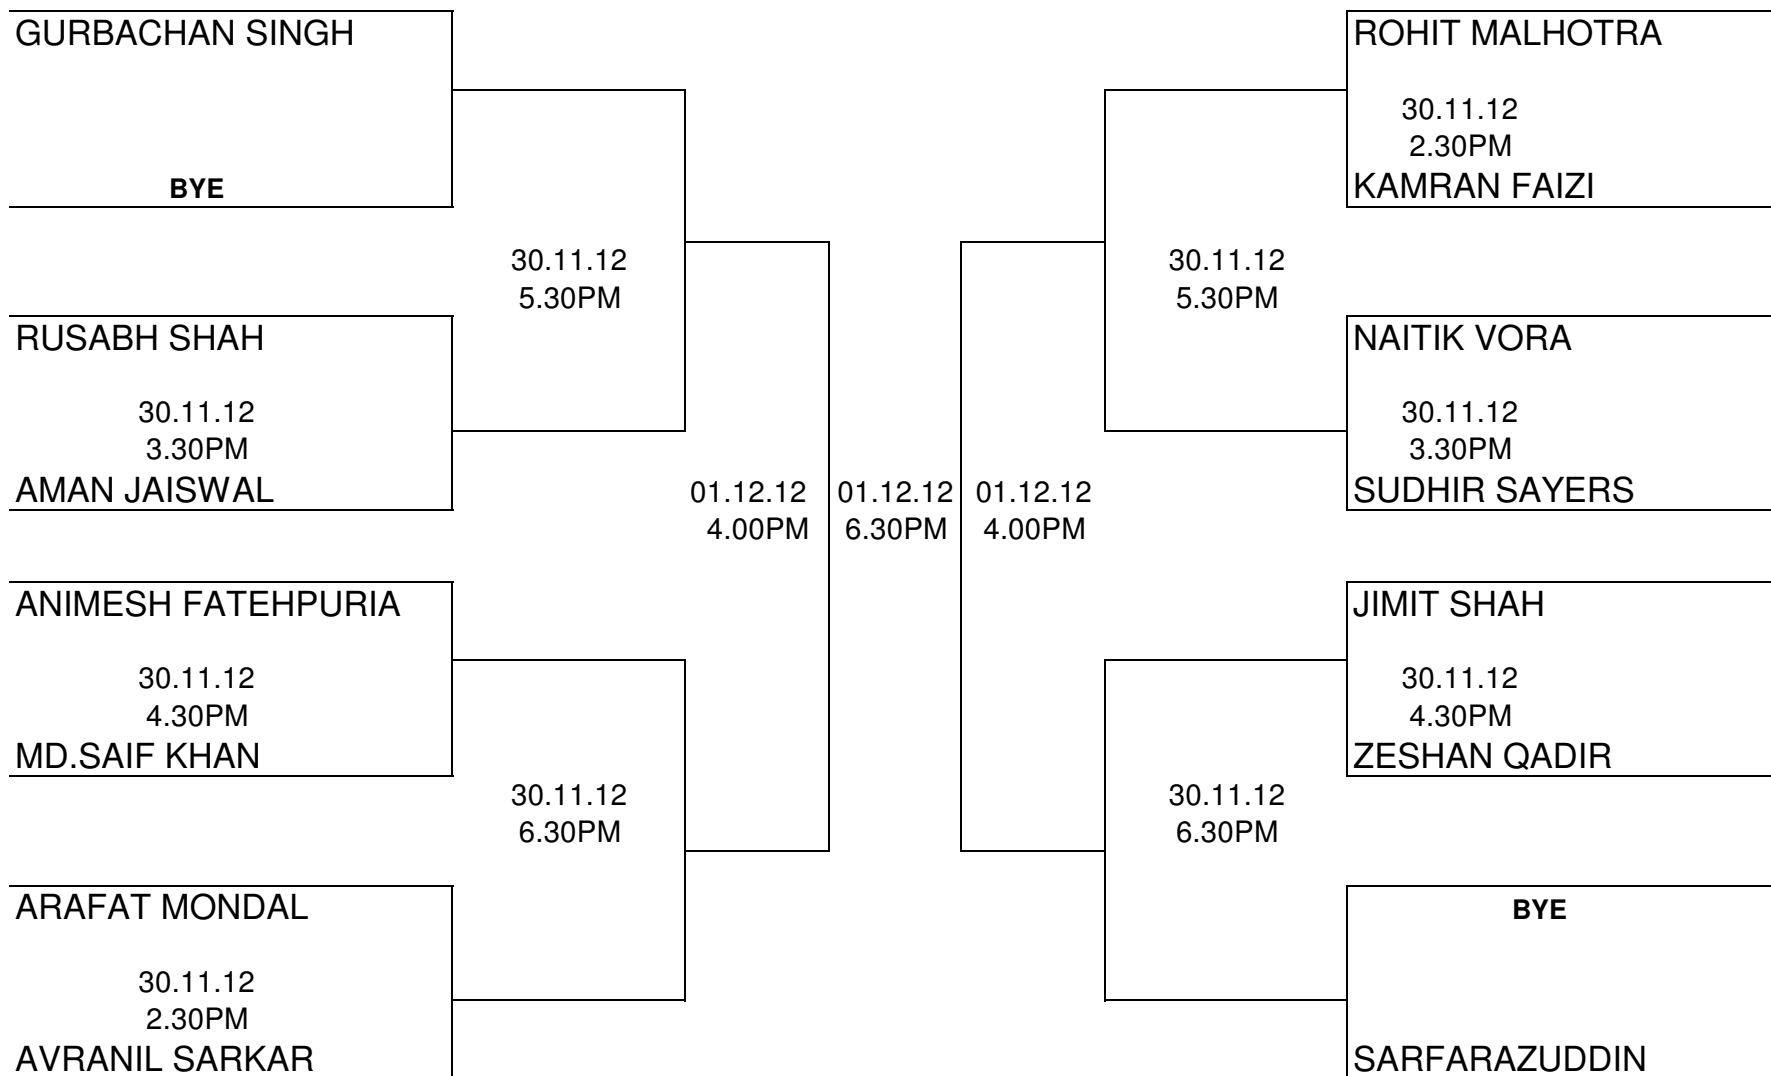 GURBACHAN SINGH
BYE
30.11.12
5.30PM
RUSABH SHAH
30.11.12
3.30PM
AMAN JAISWAL
01.12.12
4.00PM
ANIMESH FATEHPURIA
30.11.12
4.30PM
MD.SAIF KHAN
30.11.12
6.30PM
ARAFAT MONDAL
30.11.12
2.30PM
AVRANIL SARKAR
01.12.12
6.30PM
ROHIT MALHOTRA
30.11.12
2.30PM
KAMRAN FAIZI
30.11.12
5.30PM
NAITIK VORA
30.11.12
3.30PM
SUDHIR SAYERS
01.12.12
4.00PM
JIMIT SHAH
30.11.12
4.30PM
ZESHAN QADIR
30.11.12
6.30PM
BYE
SARFARAZUDDIN